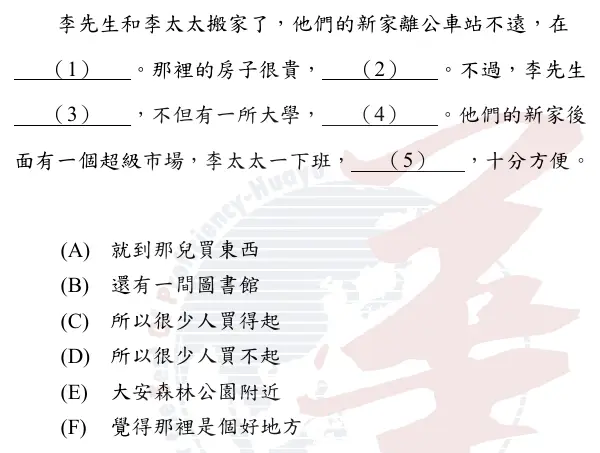 李先生和李太太搬家了，他們的新家離公車站不遠，在
（1）。那裡的房子很貴，（2）。不過，李先生
（3），不但有一所大學，（4）。他們的新家後
面有一個超級市場，李太太一下班，（5），十分方便。
(A) 就到那兒買東西
(B) 還有一間圖書館
(C) 所以很少人買得起
(D) 所以很少人買不起
(E) 大安森林公園附近
(F) 覺得那裡是個好地方